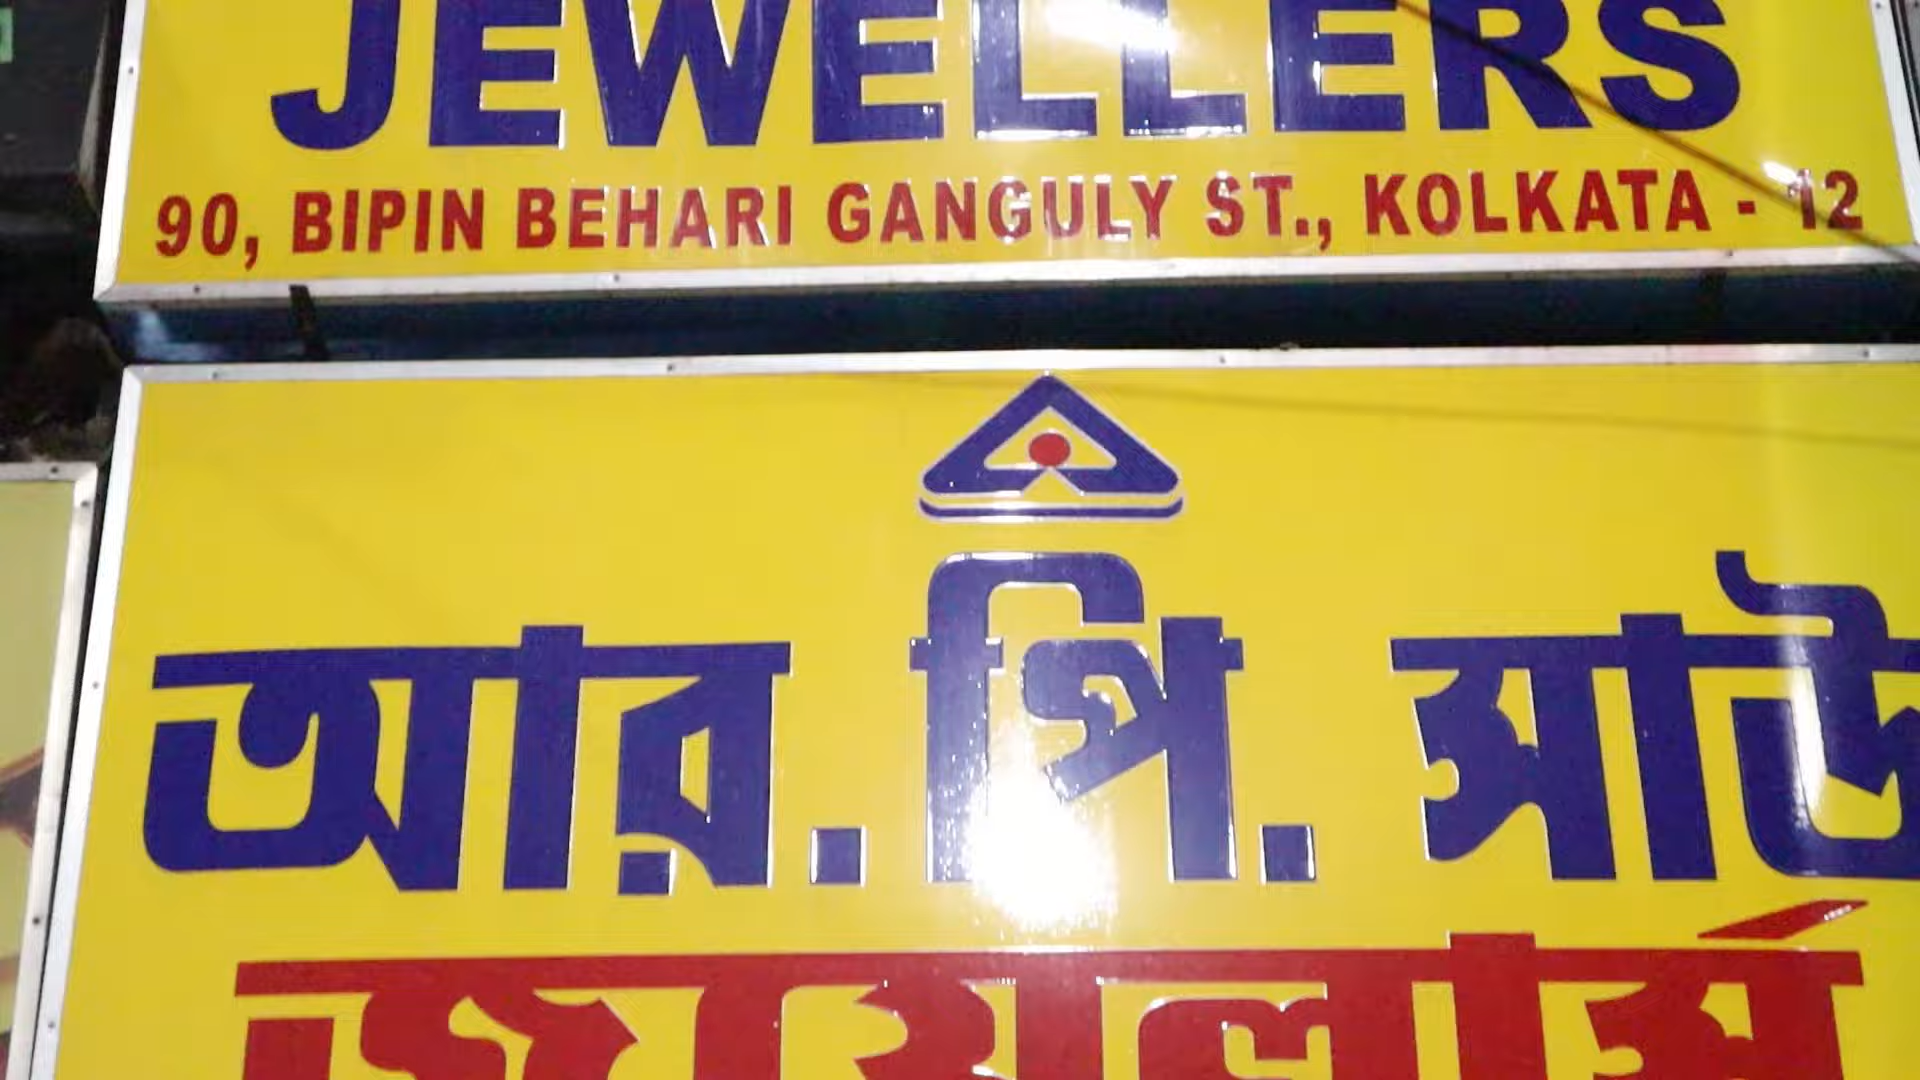 JEWELLERS
90, BIPIN BEHARI GANGULY ST., KOLKATA - 12
আর. পি. সাউ
জুয়েলার্স